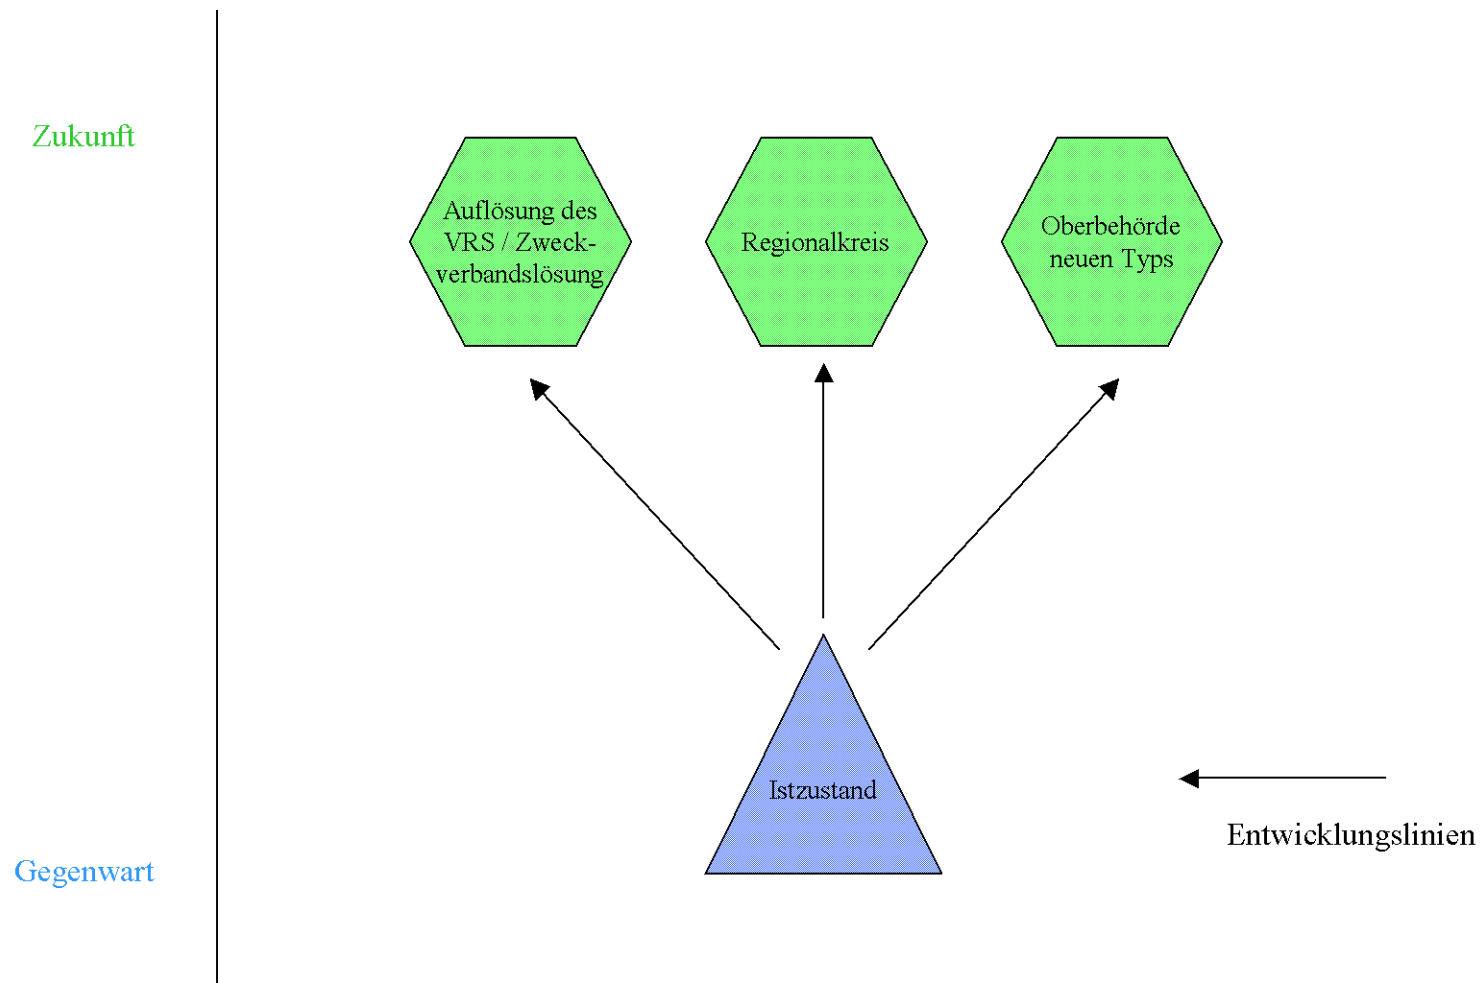 Zukunft
Auflösung des
VRS / Zweck-
verbandslösung
Regionalkreis
Oberbehörde
neuen Typs
Istzustand
Entwicklungslinien
Gegenwart